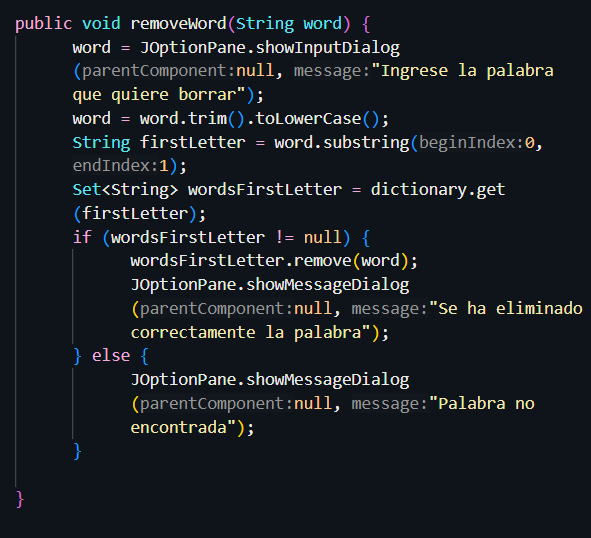 public void removeWord(String word) {
word = JOptionPane.showInputDialog
(parentComponent:null, message:"Ingrese la palabra
que quiere borrar");
word = word.trim().toLowerCase();
String firstLetter = word.substring(beginIndex:0,
endIndex:1);
Set<String> wordsFirstLetter = dictionary.get
(firstLetter);
if (wordsFirstLetter != null) {
wordsFirstLetter.remove(word);
JOptionPane.showMessageDialog
(parentComponent:null, message:"Se ha eliminado
correctamente la palabra");
} else {
JOptionPane.showMessageDialog
(parentComponent:null, message:"Palabra no
encontrada");
}
}